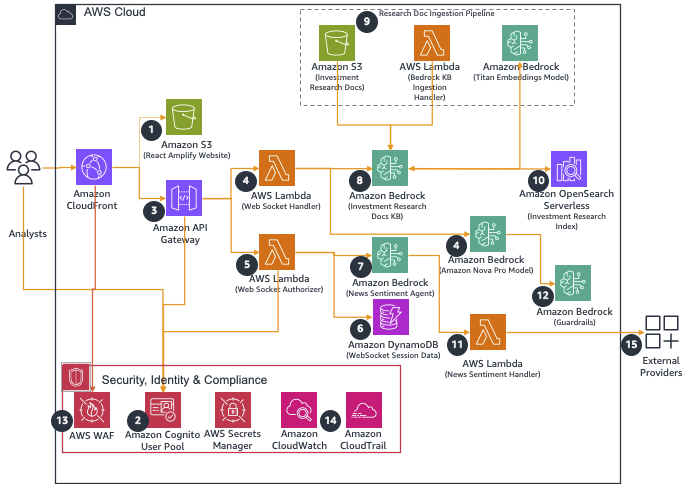 AWS Cloud
9
Research Doc Ingestion Pipeline
Amazon S3
(Investment
Research Docs)
AWS Lambda
(Bedrock KB
Ingestion
Handler)
Amazon Bedrock
(Titan Embeddings Model)
1
Amazon S3
(React Amplify Website)
Analysts
Amazon
CloudFront
3
Amazon API
Gateway
4
AWS Lambda
(Web Socket Handler)
8
Amazon Bedrock
(Investment Research
Docs KB)
10
Amazon OpenSearch
Serverless
(Investment Research
Index)
5
AWS Lambda
(Web Socket Authorizer)
7
Amazon Bedrock
(News Sentiment Agent)
4
Amazon Bedrock
(Amazon Nova Pro Model)
12
Amazon Bedrock
(Guardrails)
6
Amazon DynamoDB
(WebSocket Session Data)
11
AWS Lambda
(News Sentiment Handler)
15
External
Providers
Security, Identity & Compliance
13
AWS WAF
2
Amazon Cognito
User Pool
AWS Secrets
Manager
Amazon
CloudWatch
14
Amazon
CloudTrail